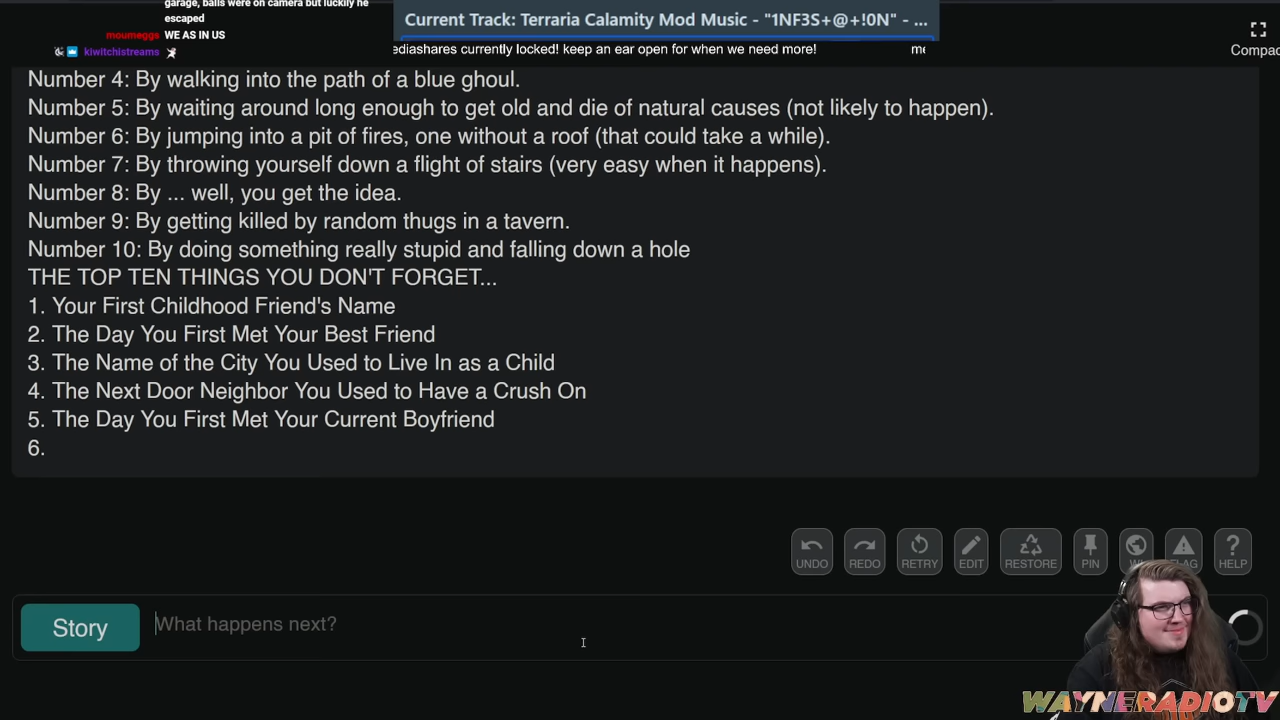 garage, balls were on camera but luckily he
escaped
moumeggs WE AS IN US
kiwitchistreams
Current Track: Terraria Calamity Mod Music - "1NF3S+@+!0N" - ...
ediashares currently locked! keep an ear open for when we need more! me
Compac
Number 4: By walking into the path of a blue ghoul.
Number 5: By waiting around long enough to get old and die of natural causes (not likely to happen).
Number 6: By jumping into a pit of fires, one without a roof (that could take a while).
Number 7: By throwing yourself down a flight of stairs (very easy when it happens).
Number 8: By ... well, you get the idea.
Number 9: By getting killed by random thugs in a tavern.
Number 10: By doing something really stupid and falling down a hole
THE TOP TEN THINGS YOU DON'T FORGET...
1. Your First Childhood Friend's Name
2. The Day You First Met Your Best Friend
3. The Name of the City You Used to Live In as a Child
4. The Next Door Neighbor You Used to Have a Crush On
5. The Day You First Met Your Current Boyfriend
6.
UNDO REDO RETRY EDIT RESTORE PIN W FLAG HELP
Story What happens next?
WAYNERADIOTV